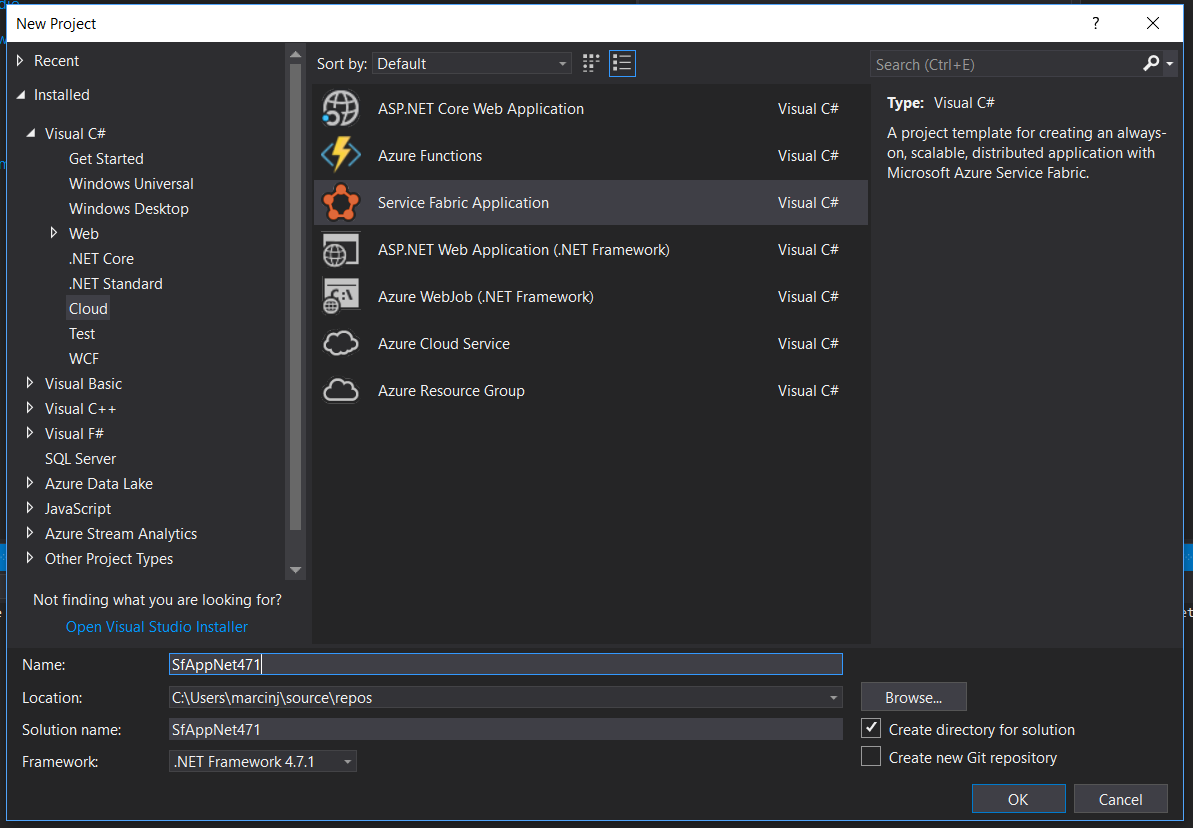 New Project
?
Recent
Installed
Visual C#
Get Started
Windows Universal
Windows Desktop
Web
.NET Core
.NET Standard
Cloud
Test
WCF
Visual Basic
Visual C++
Visual F#
SQL Server
Azure Data Lake
JavaScript
Azure Stream Analytics
Other Project Types
Not finding what you are looking for?
Open Visual Studio Installer
Sort by: Default
ASP.NET Core Web Application Visual C#
Azure Functions Visual C#
Service Fabric Application Visual C#
ASP.NET Web Application (.NET Framework) Visual C#
Azure WebJob (.NET Framework) Visual C#
Azure Cloud Service Visual C#
Azure Resource Group Visual C#
Search (Ctrl+E)
Type: Visual C#
A project template for creating an always-
on, scalable, distributed application with
Microsoft Azure Service Fabric.
Name: SfAppNet471
Location: C:\Users\marcinj\source\repos Browse...
Solution name: SfAppNet471 Create directory for solution
Framework: .NET Framework 4.7.1 Create new Git repository
OK Cancel